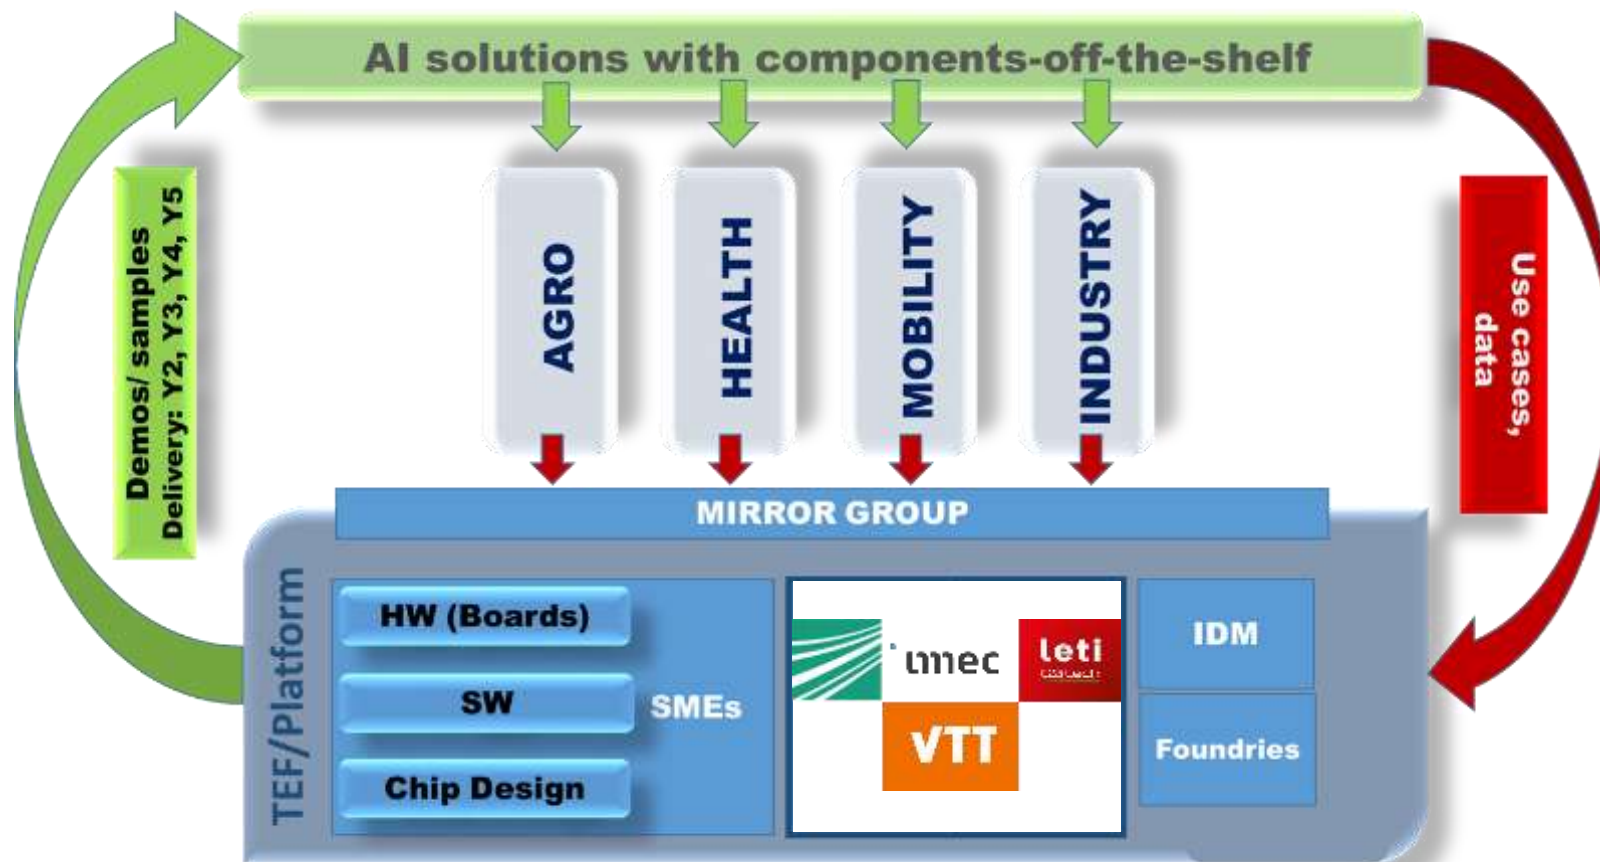 AI solutions with components-off-the-shelf
Demos/ samples
Delivery: Y2, Y3, Y4, Y5
AGRO
HEALTH
MOBILITY
INDUSTRY
Use cases,
data
MIRROR GROUP
TEF/Platform
HW (Boards)
SW
Chip Design
SMEs
imec
leti
VTT
IDM
Foundries